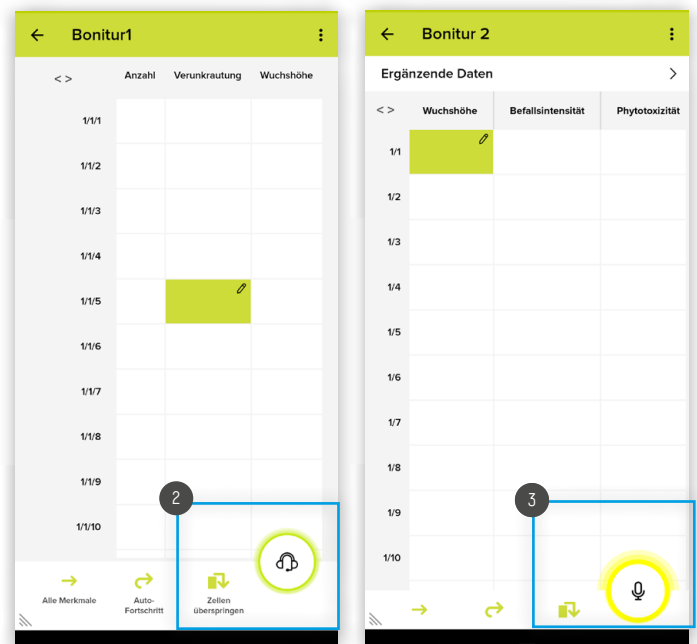 Bonitur1
< >
Anzahl Verunkrautung Wuchshöhe
1/1/1
1/1/2
1/1/3
1/1/4
1/1/5
1/1/6
1/1/7
1/1/8
1/1/9
2
1/1/10
Alle Merkmale
Auto-
Fortschritt
Zellen
überspringen
Bonitur 2
Ergänzende Daten
< >
Wuchshöhe Befallsintensität Phytotoxizität
1/1
1/2
1/3
1/4
1/5
1/6
1/7
1/8
3
1/9
1/10